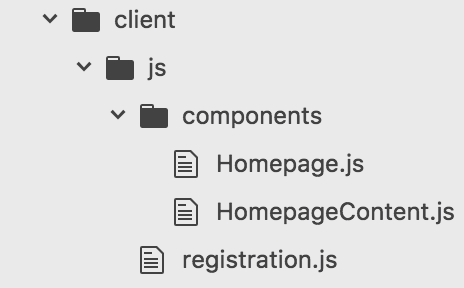 client
js
components
Homepage.js
HomepageContent.js
registration.js